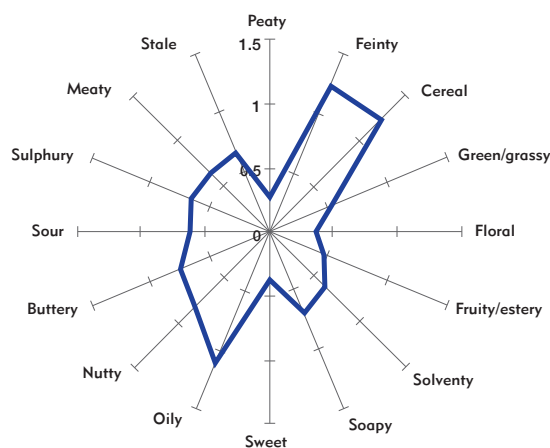 Peaty
1.5
Stale
Feinty
1
Meaty
Cereal
Sulphury
0.5
Green/grassy
Sour
0
Floral
Buttery
Fruity/estery
Nutty
Solventy
Oily
Soapy
Sweet